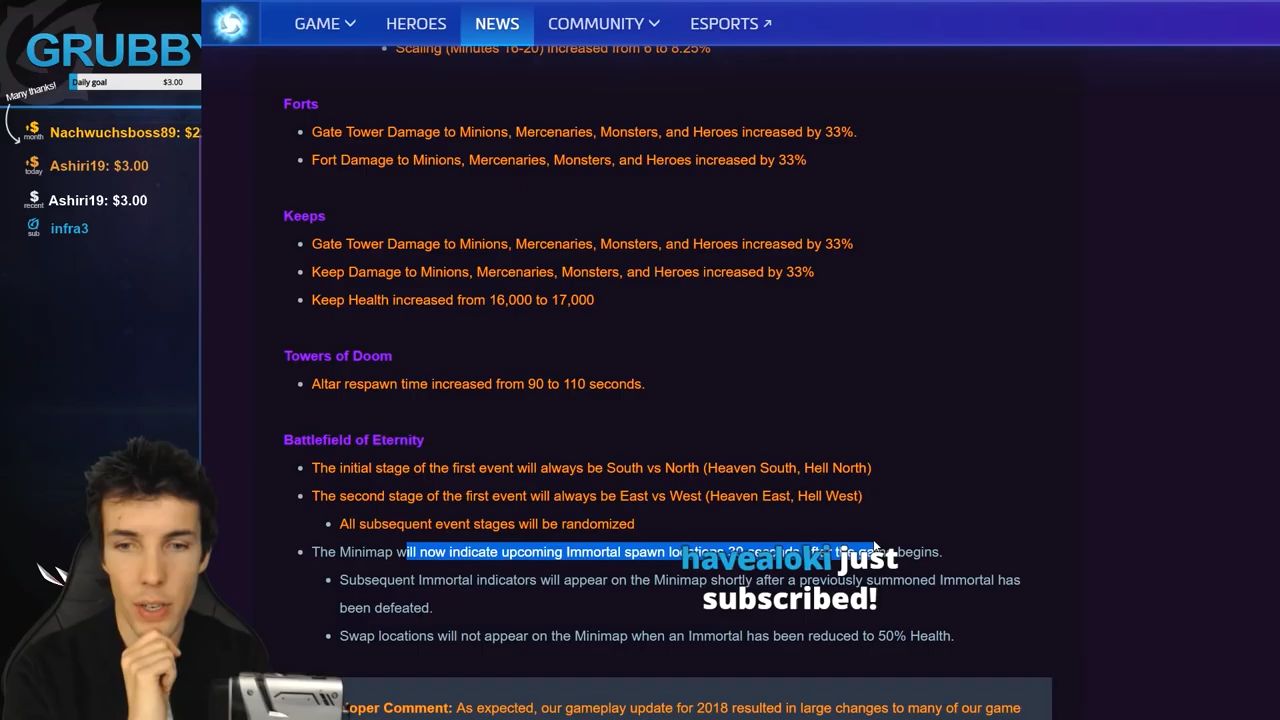 GAME HEROES NEWS COMMUNITY ESPORTS
GRUBBY
Daily goal $3.00
Many thanks!
$ month Nachwuchsboss89: $2
$ today Ashiri19: $3.00
$ recent Ashiri19: $3.00
sub infra3
Scaling (Minutes 16-20) increased from 6 to 8.25%
Forts
Gate Tower Damage to Minions, Mercenaries, Monsters, and Heroes increased by 33%.
Fort Damage to Minions, Mercenaries, Monsters, and Heroes increased by 33%
Keeps
Gate Tower Damage to Minions, Mercenaries, Monsters, and Heroes increased by 33%
Keep Damage to Minions, Mercenaries, Monsters, and Heroes increased by 33%
Keep Health increased from 16,000 to 17,000
Towers of Doom
Altar respawn time increased from 90 to 110 seconds.
Battlefield of Eternity
The initial stage of the first event will always be South vs North (Heaven South, Hell North)
The second stage of the first event will always be East vs West (Heaven East, Hell West)
All subsequent event stages will be randomized
The Minimap will now indicate upcoming Immortal spawn locations 30 seconds after the game begins.
havealoki just
subscribed!
Subsequent Immortal indicators will appear on the Minimap shortly after a previously summoned Immortal has
been defeated.
Swap locations will not appear on the Minimap when an Immortal has been reduced to 50% Health.
oper Comment: As expected, our gameplay update for 2018 resulted in large changes to many of our game